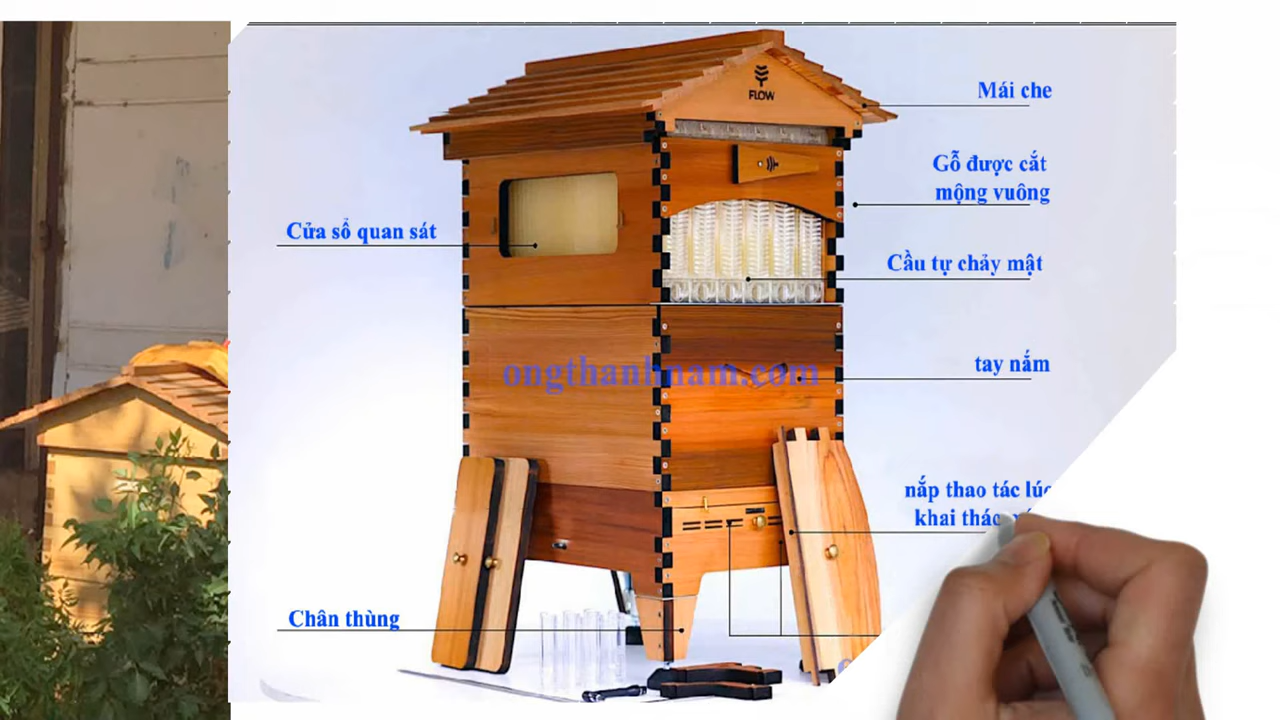 FLOW
Mái che
Gỗ được cắt
mộng vuông
Cửa sổ quan sát
Cầu tự chảy mật
tay nắm
ongthanhnam.com
nắp thao tác lúc
khai thác
Chân thùng